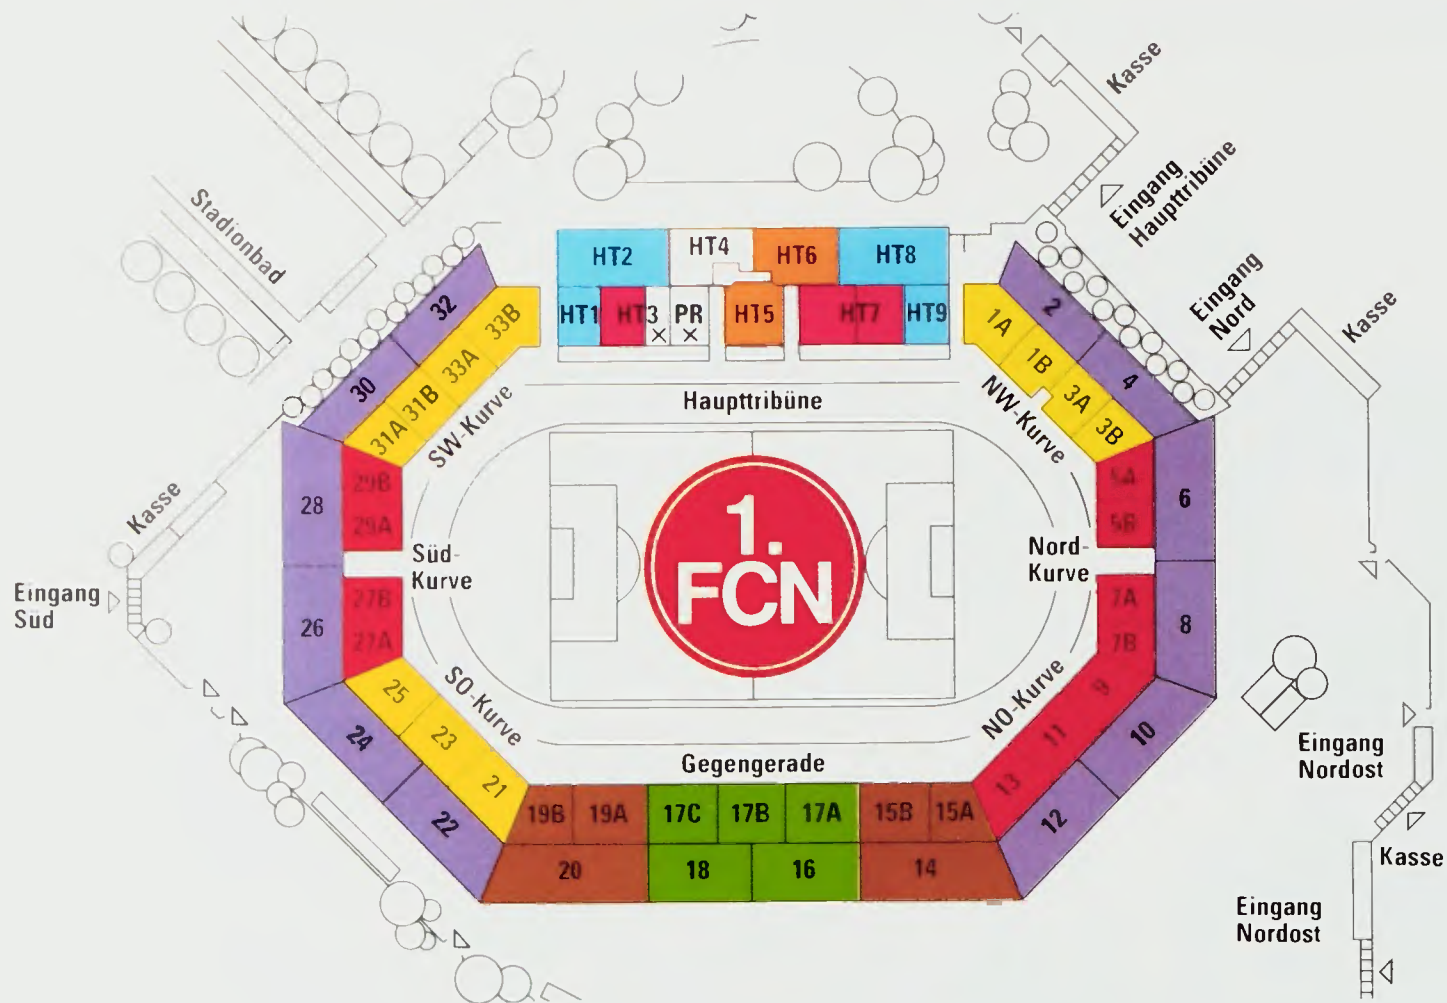 Kasse
Eingang
Haupttribüne
Stadionbad
Eingang
Nord
Kasse
HT2
HT4
HT6
HT8
HT1
HT3
PR
HT5
HT7
HT9
32
33B
33A
30
31B
31A
SW-Kurve
Haupttribüne
NW-Kurve
2
1A
1B
4
3A
3B
Kasse
28
29B
29A
5A
5B
6
Süd-
Kurve
1.
FCN
Nord-
Kurve
Eingang
Süd
26
27B
27A
7A
7B
8
25
SO-Kurve
23
24
21
22
NO-Kurve
9
11
10
13
12
Gegengerade
19B
19A
17C
17B
17A
15B
15A
20
18
16
14
Eingang
Nordost
Kasse
Eingang
Nordost